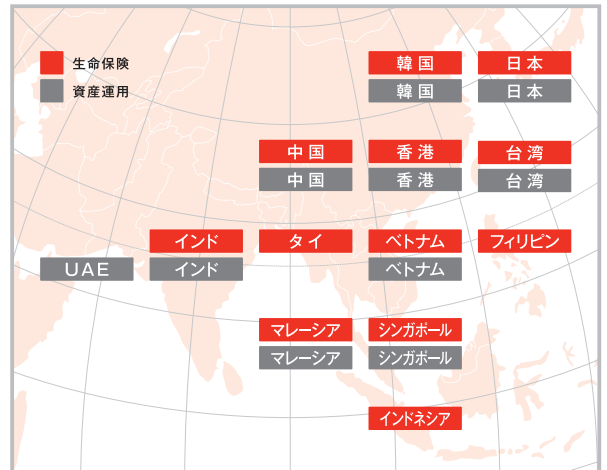 生命保険
資産運用
韓国 日本
韓国 日本
中国 香港 台湾
中国 香港 台湾
インド タイ ベトナム フィリピン
UAE インド ベトナム
マレーシア シンガポール
マレーシア シンガポール
インドネシア